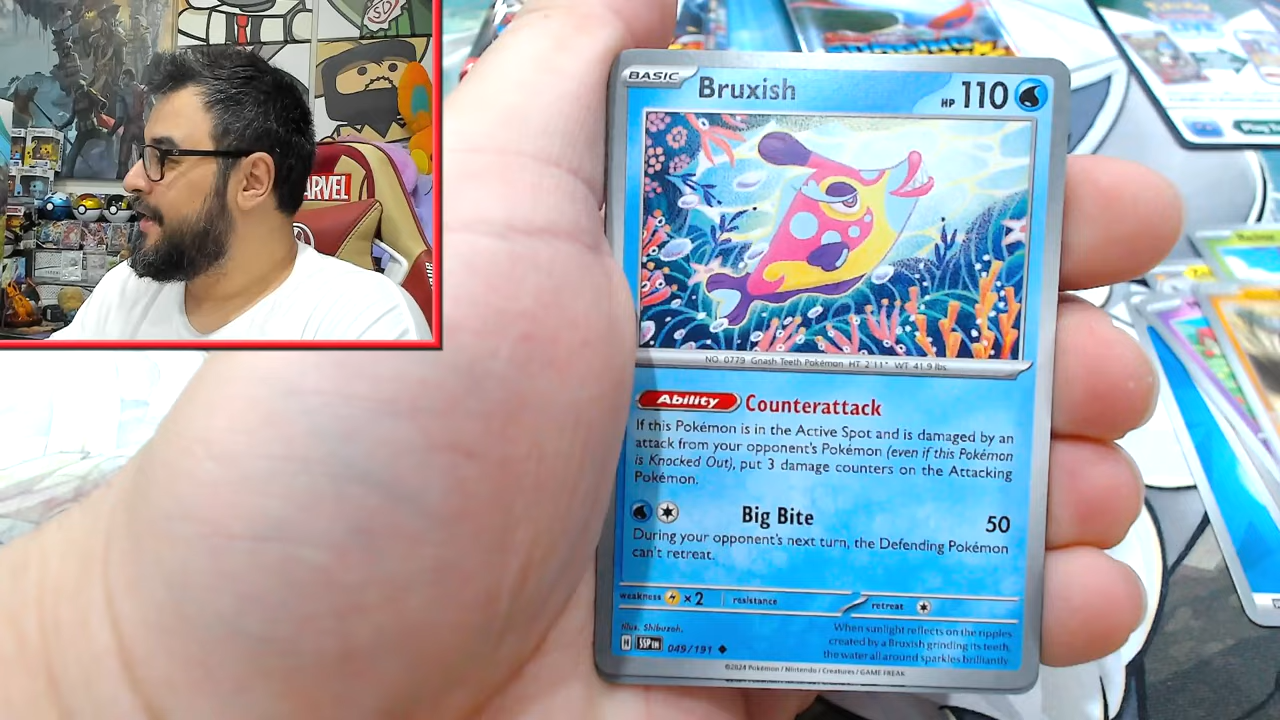 BASIC Bruxish HP 110
NO. 0779 Gnash Teeth Pokémon HT 2'11" WT 41.9 lbs.
Ability Counterattack
If this Pokémon is in the Active Spot and is damaged by an
attack from your opponent's Pokémon (even if this Pokémon
is Knocked Out), put 3 damage counters on the Attacking
Pokémon.
Big Bite 50
During your opponent's next turn, the Defending Pokémon
can't retreat.
weakness ×2 resistance retreat
Illus. Shibuzoh.
H SSP EN 049/191
When sunlight reflects on the ripples
created by a Bruxish grinding its teeth,
the water all around sparkles brilliantly.
©2024 Pokémon / Nintendo / Creatures / GAME FREAK
ARVEL